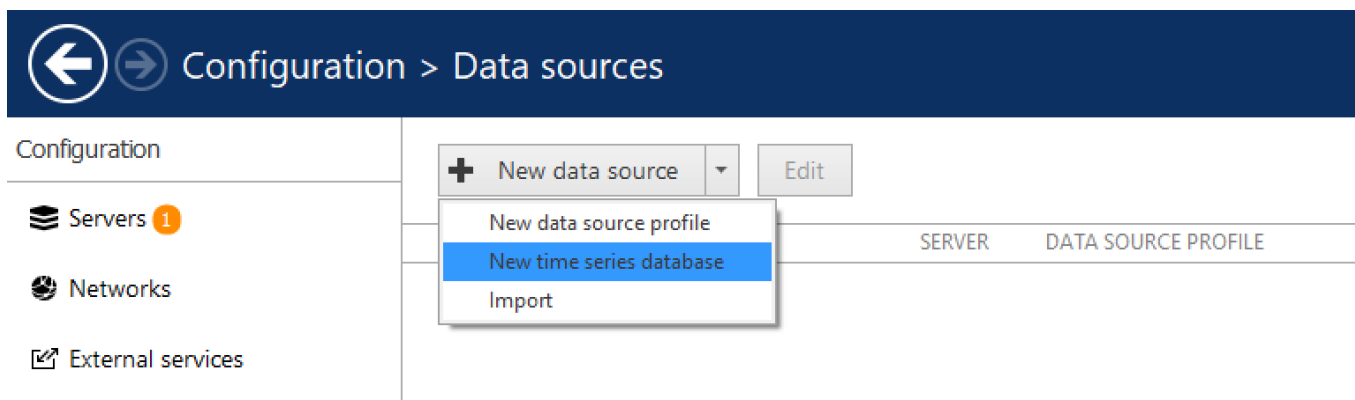 Configuration > Data sources
Configuration
New data source
Edit
Servers 1
New data source profile
SERVER DATA SOURCE PROFILE
New time series database
Networks
Import
External services